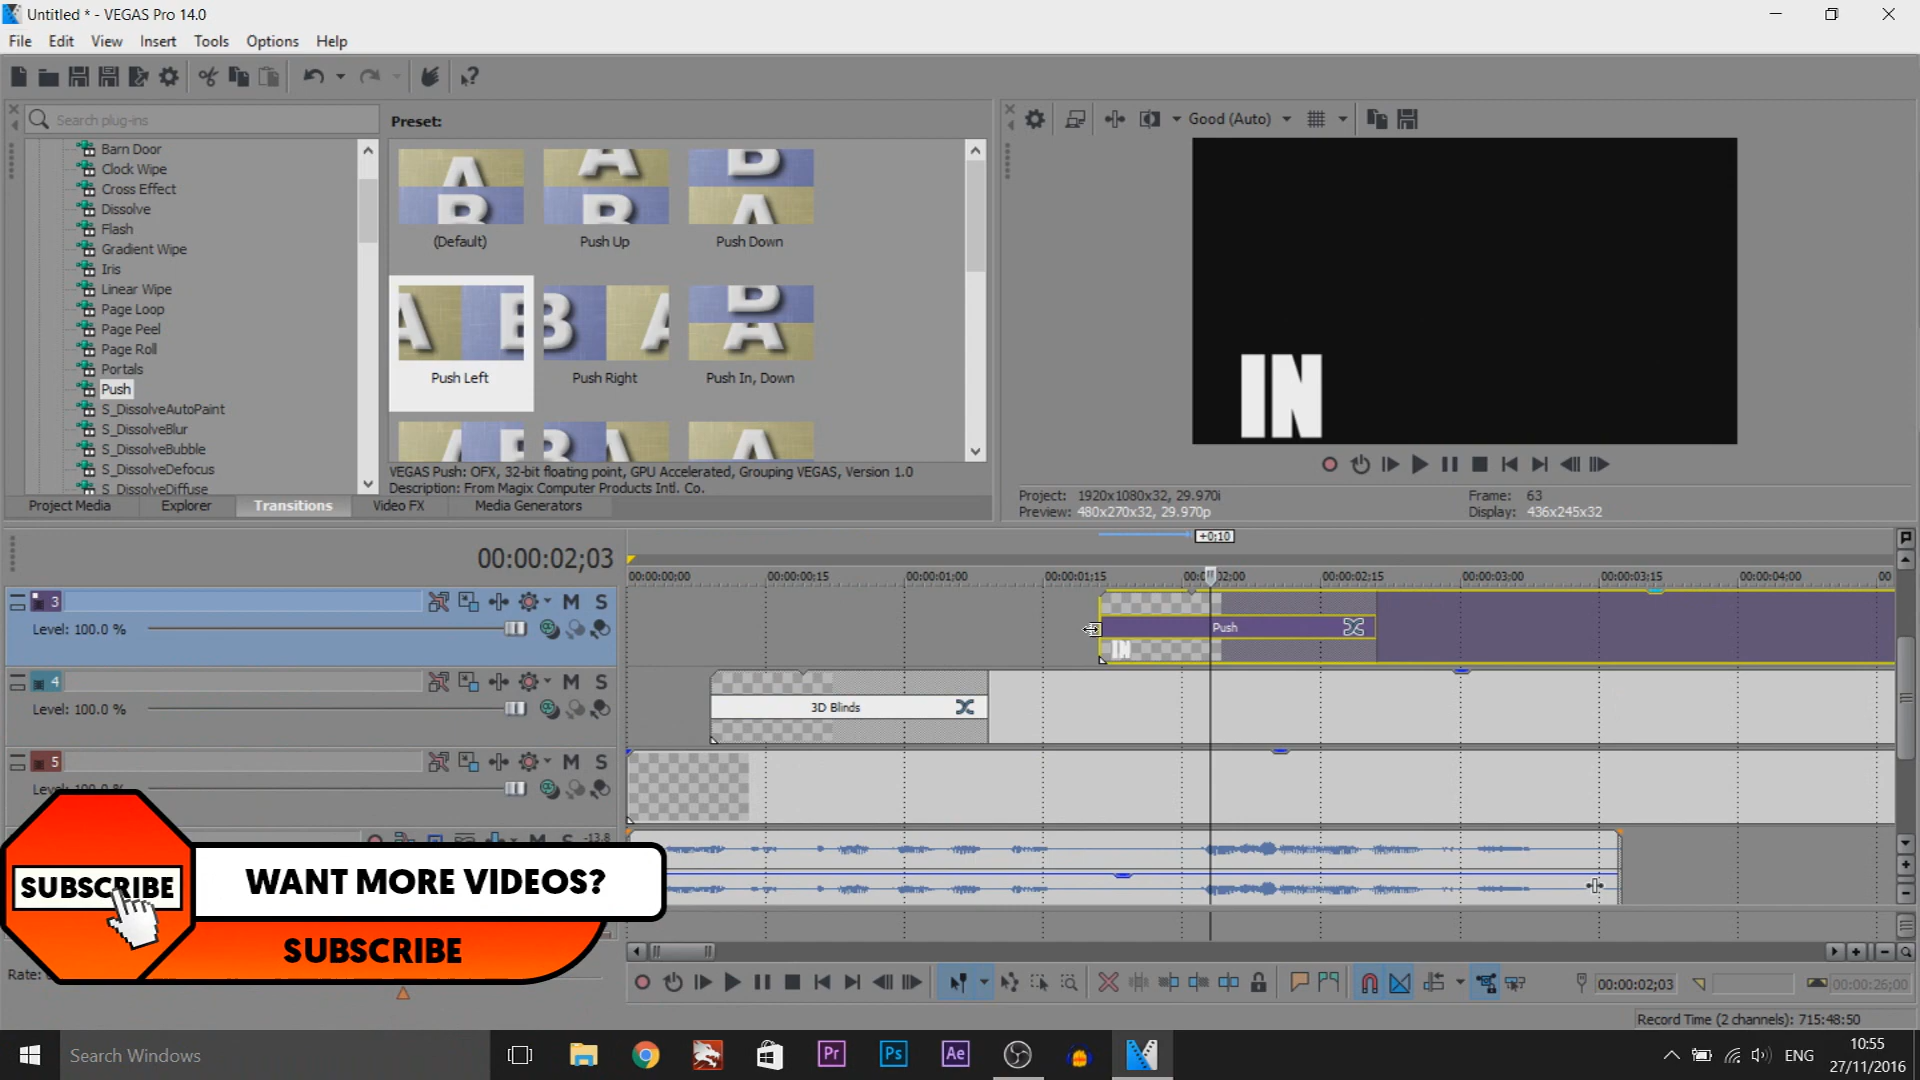 Untitled * - VEGAS Pro 14.0
File Edit View Insert Tools Options Help
Search plug-ins
Barn Door
Clock Wipe
Cross Effect
Dissolve
Flash
Gradient Wipe
Iris
Linear Wipe
Page Loop
Page Peel
Page Roll
Portals
Push
S_DissolveAutoPaint
S_DissolveBlur
S_DissolveBubble
S_DissolveDefocus
S_DissolveDiffuse
Preset:
(Default) Push Up Push Down
Push Left Push Right Push In, Down
VEGAS Push: OFX, 32-bit floating point, GPU Accelerated, Grouping VEGAS, Version 1.0
Description: From Magix Computer Products Intl. Co.
Project Media Explorer Transitions Video FX Media Generators
Good (Auto)
IN
Project: 1920x1080x32, 29.970i
Preview: 480x270x32, 29.970p
Frame: 63
Display: 436x245x32
00:00:02;03
+0;10
00:00:00;00 00:00:00;15 00:00:01;00 00:00:01;15 00:00:02;00 00:00:02;15 00:00:03;00 00:00:03;15 00:00:04;00 00
3 M S
Level: 100.0 %
Push
IN
4 M S
Level: 100.0 %
3D Blinds
5 M S
Level: 100.0 %
-13.8
SUBSCRIBE
WANT MORE VIDEOS?
SUBSCRIBE
Rate:
00:00:02;03
00:00:26;00
Record Time (2 channels): 715:48:50
Search Windows
Pr Ps Ae
ENG
10:55
27/11/2016